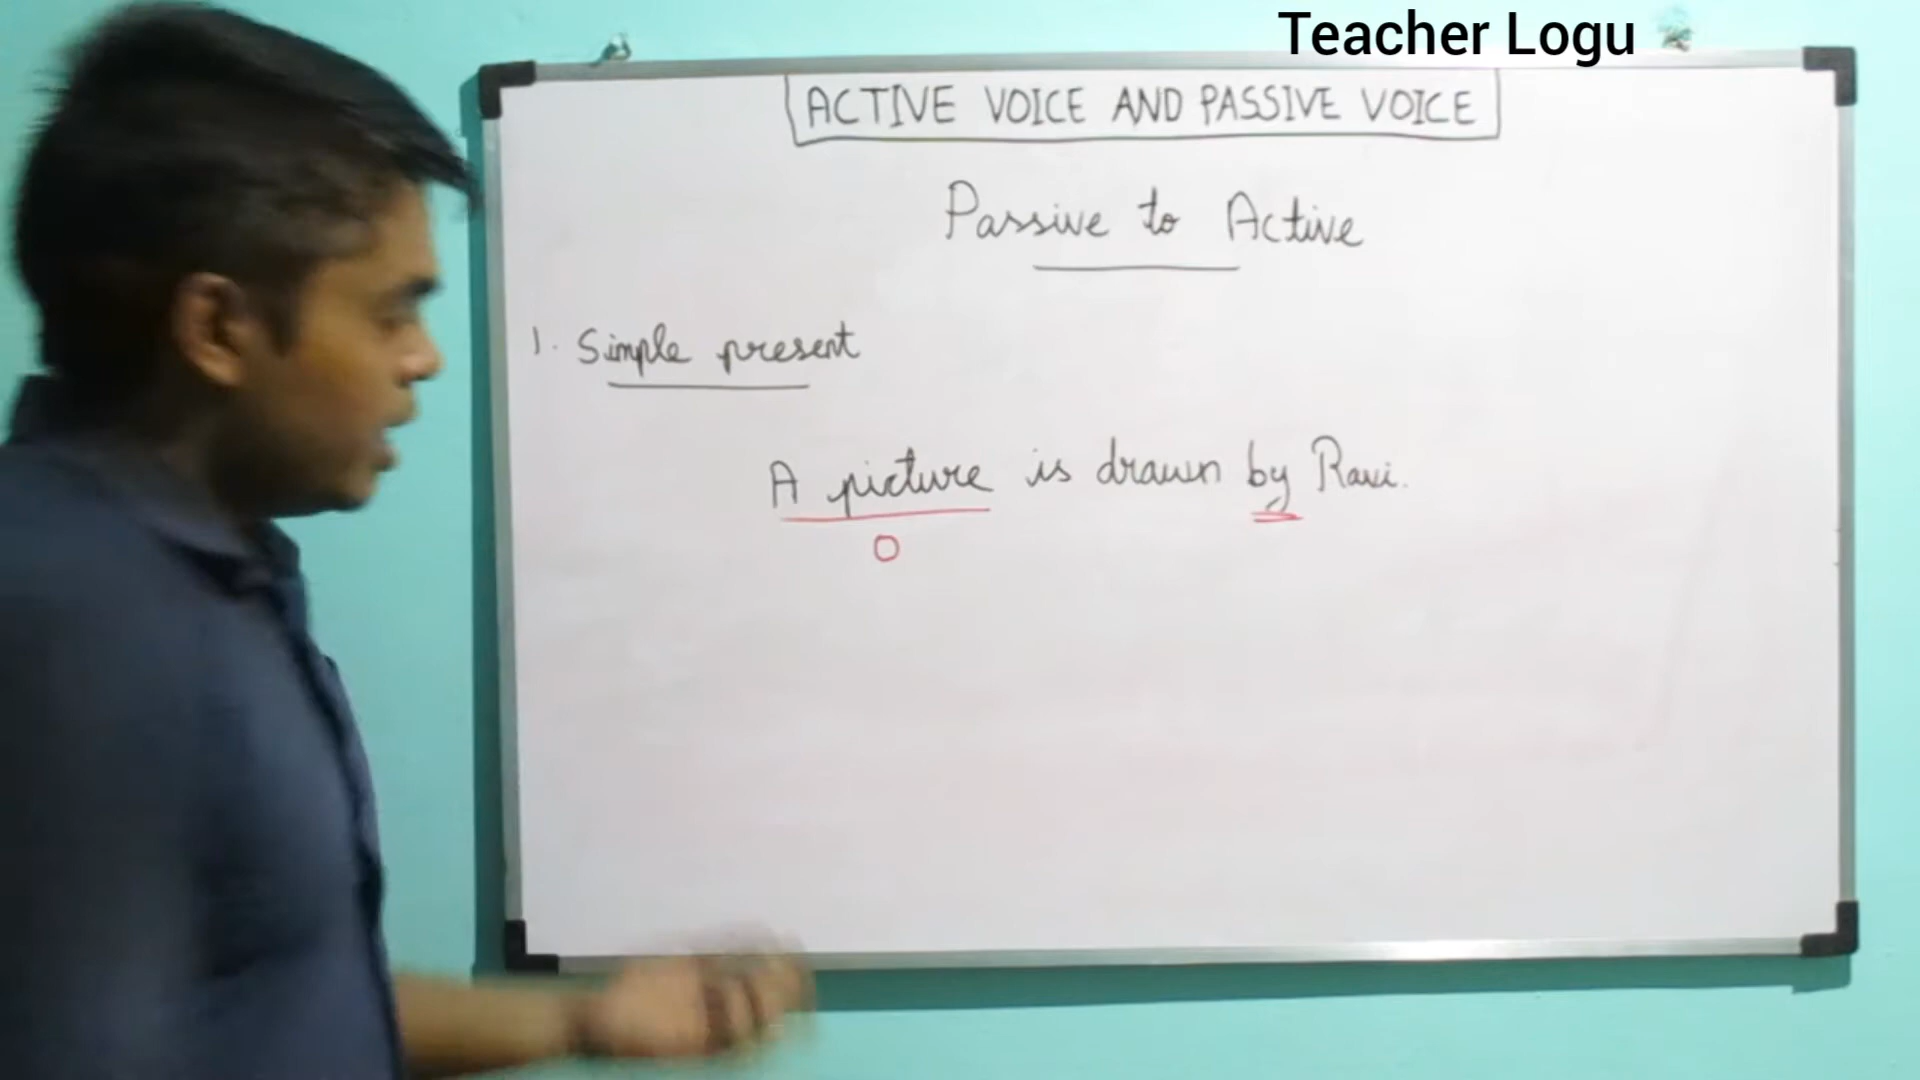 Teacher Logu
ACTIVE VOICE AND PASSIVE VOICE
Passive to Active
1. Simple present
A picture is drawn by Ravi.
O